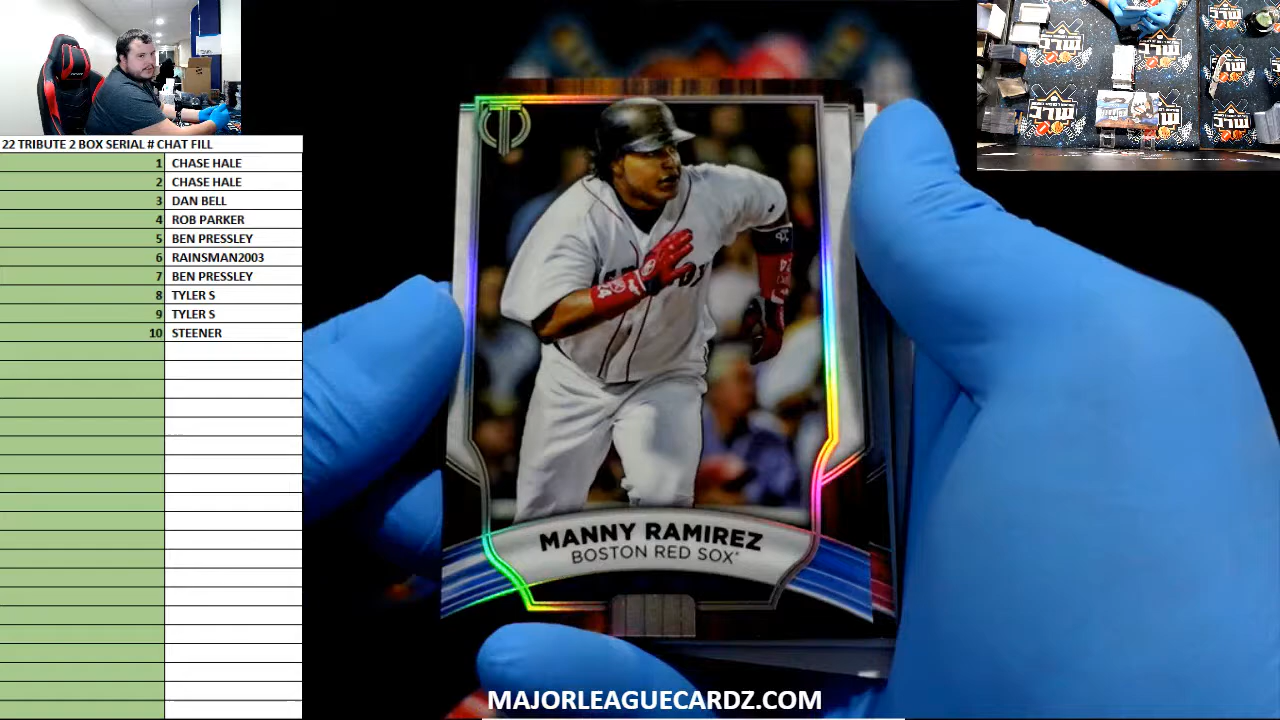 22 TRIBUTE 2 BOX SERIAL # CHAT FILL
1 CHASE HALE
2 CHASE HALE
3 DAN BELL
4 ROB PARKER
5 BEN PRESSLEY
6 RAINSMAN2003
7 BEN PRESSLEY
8 TYLER S
9 TYLER S
10 STEENER
MANNY RAMIREZ
BOSTON RED SOX
MAJORLEAGUECARDZ.COM